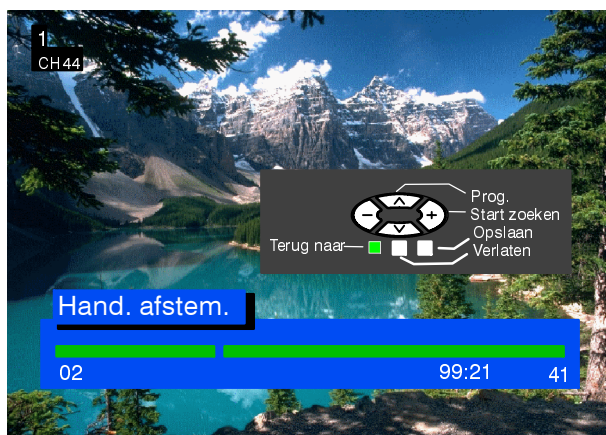 1
CH44
Prog.
Start zoeken
Opslaan
Terug naar
Verlaten
Hand. afstem.
02 99:21 41